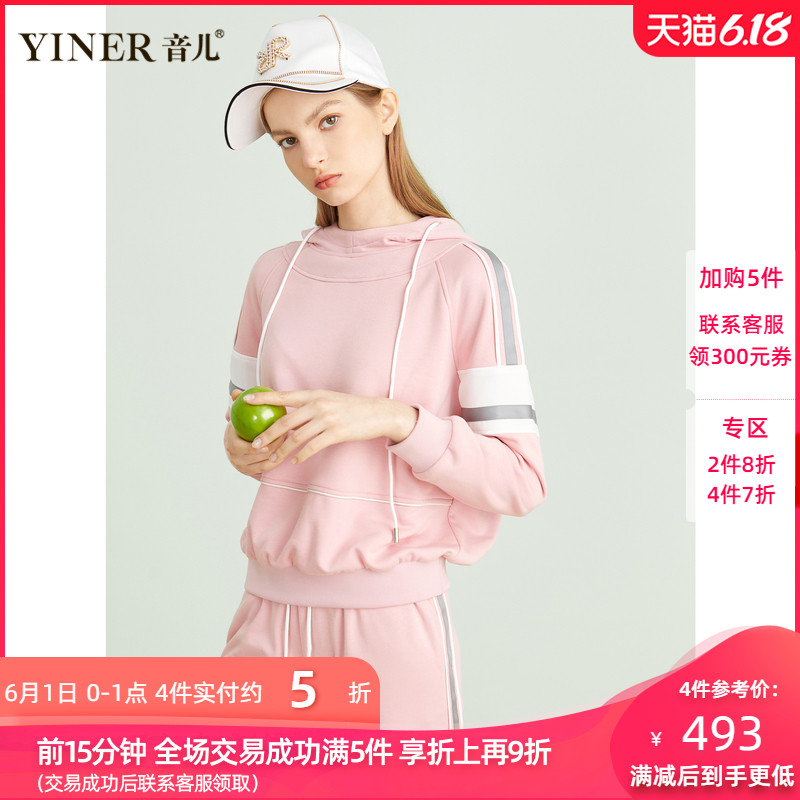 YINER 音儿®
天猫6.18
加购5件
联系客服
领300元券
专区
2件8折
4件7折
6月1日 0-1点 4件实付约 5 折
4件参考价：
¥ 493
前15分钟 全场交易成功满5件 享折上再9折
(交易成功后联系客服领取)
满减后到手更低